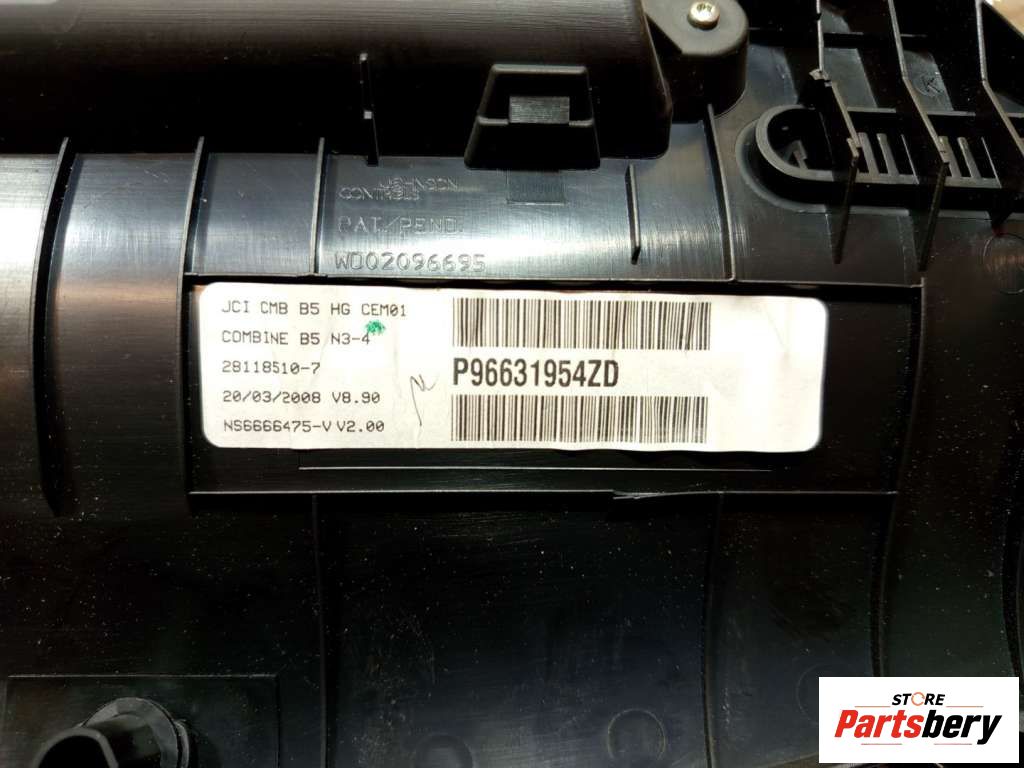 K
JOHNSON
CONTROLS
PAT/PEND.
WD02096695
JCI CMB B5 HG CEM01
COMBINE B5 N3-4
28118510-7
20/03/2008 V8.90
NS6666475-V V2.00
P96631954ZD
STORE
Partsbery